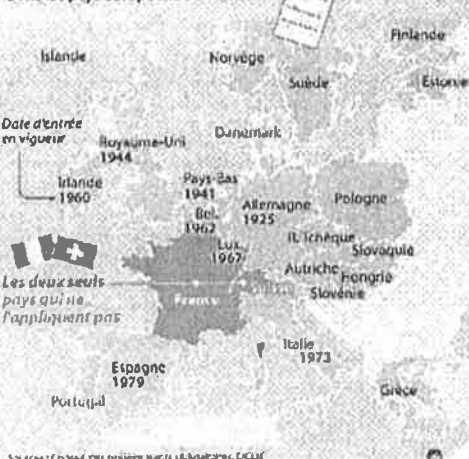 Islande
Norvège
Finlande
Suède
Estonie
Date d'entrée
en vigueur
Royaume-Uni
1944
Danemark
Irlande
1960
Pays-Bas
1941
Allemagne
1925
Pologne
Bel.
1962
Lux.
1967
R. Tchèque
Slovaquie
Autriche
Hongrie
Slovénie
Les deux seuls
pays qui ne
l'appliquent pas
France
Italie
1973
Espagne
1979
Portugal
Grèce